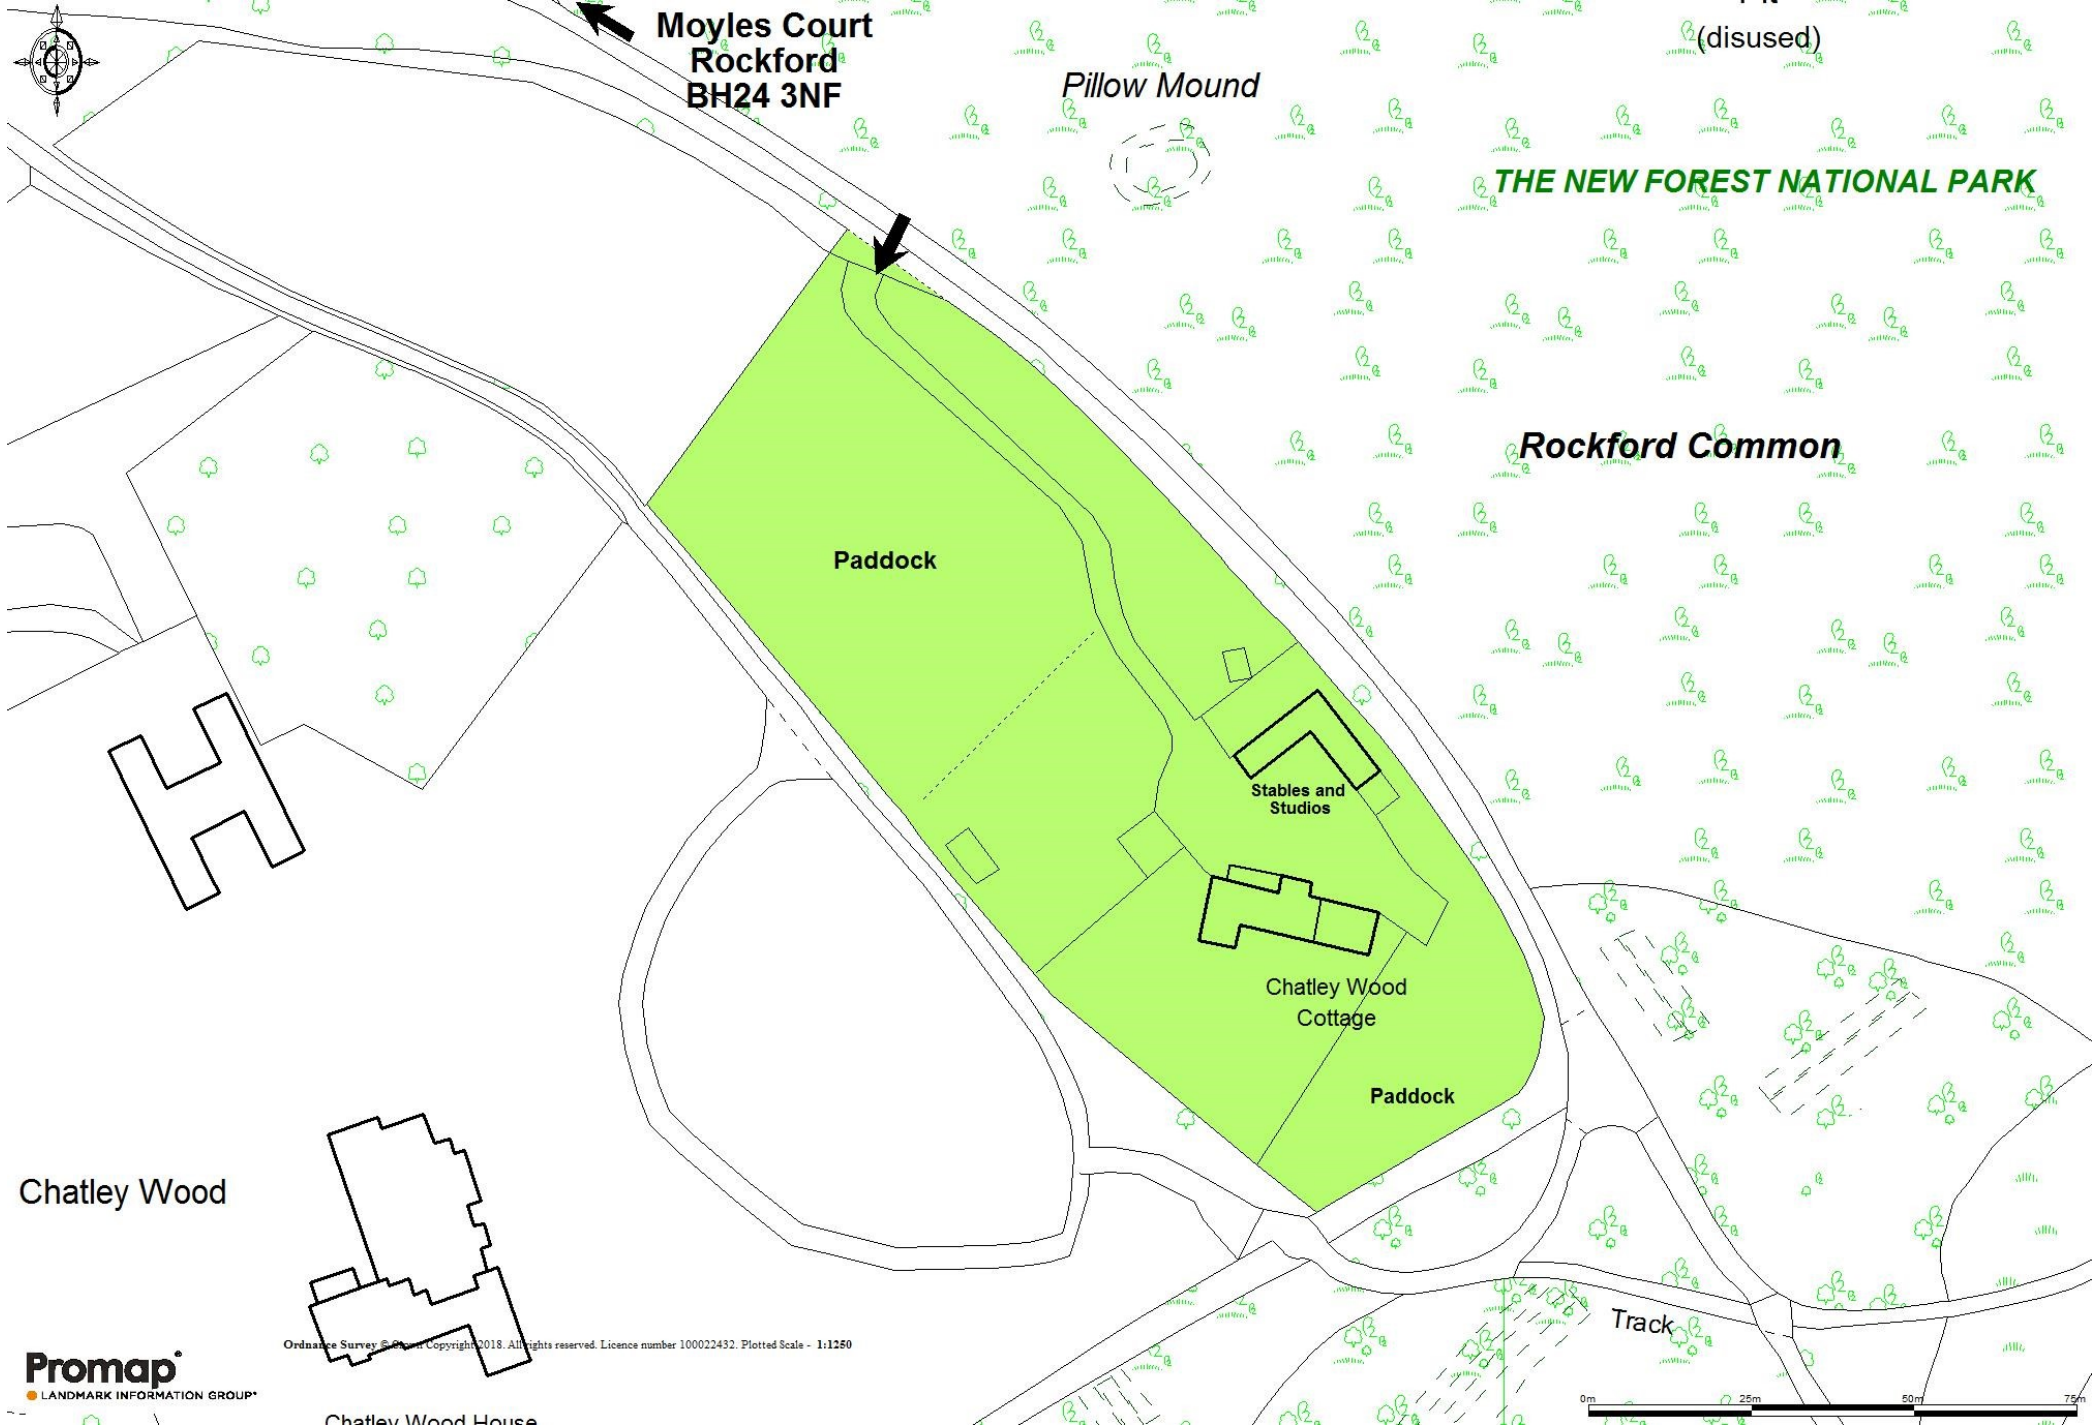 Moyles Court
Rockford
BH24 3NF
(disused)
Pillow Mound
THE NEW FOREST NATIONAL PARK
Rockford Common
Paddock
Stables and
Studios
Chatley Wood
Cottage
Paddock
Chatley Wood
Track
Ordnance Survey © Crown Copyright 2018. All rights reserved. Licence number 100022432. Plotted Scale - 1:1250
Promap
LANDMARK INFORMATION GROUP
0m 25m 50m 75m
Chatley Wood House